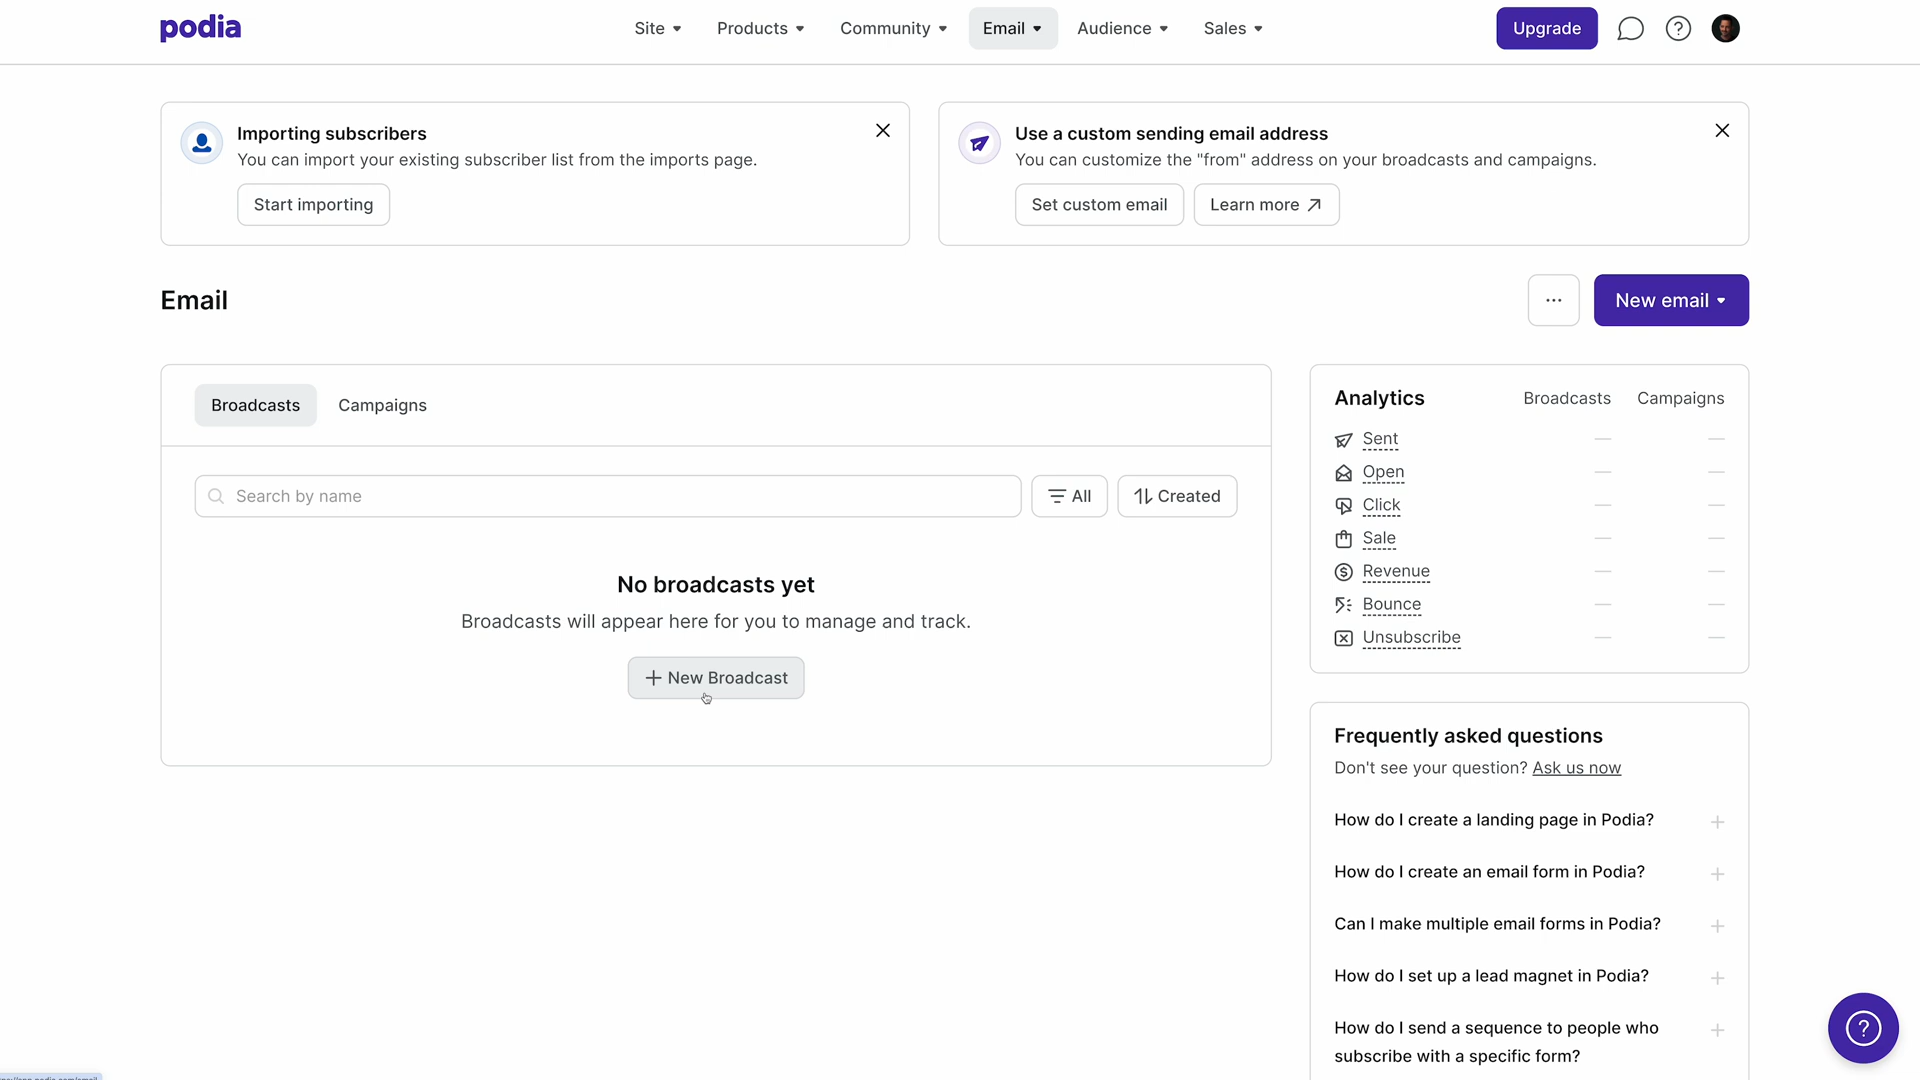 podia
Site
Products
Community
Email
Audience
Sales
Upgrade
Importing subscribers
You can import your existing subscriber list from the imports page.
Start importing
Use a custom sending email address
You can customize the "from" address on your broadcasts and campaigns.
Set custom email
Learn more
Email
New email
Broadcasts
Campaigns
Search by name
All
Created
No broadcasts yet
Broadcasts will appear here for you to manage and track.
New Broadcast
Analytics Broadcasts Campaigns
Sent — —
Open — —
Click — —
Sale — —
Revenue — —
Bounce — —
Unsubscribe — —
Frequently asked questions
Don't see your question? Ask us now
How do I create a landing page in Podia?
How do I create an email form in Podia?
Can I make multiple email forms in Podia?
How do I set up a lead magnet in Podia?
How do I send a sequence to people who
subscribe with a specific form?